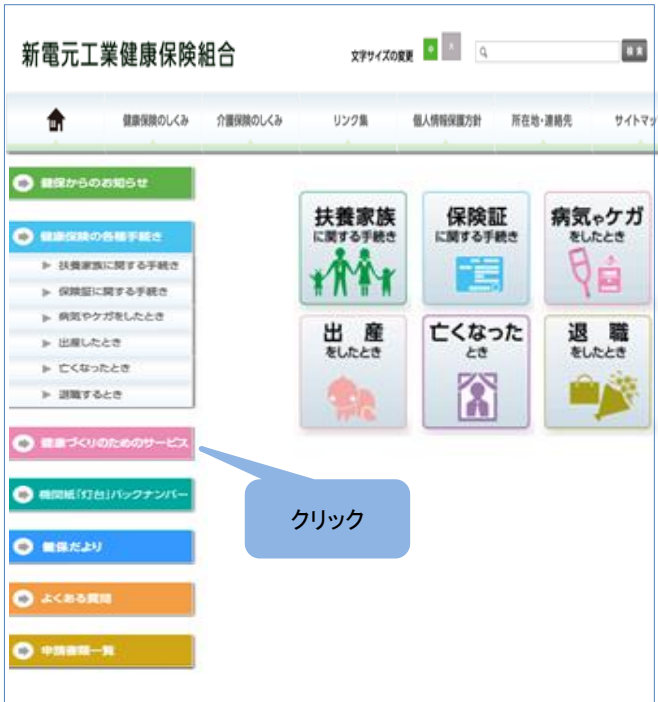 新電元工業健康保険組合
文字サイズの変更 中 大 検索
健康保険のしくみ 介護保険のしくみ リンク集 個人情報保護方針 所在地・連絡先 サイトマッ
健保からのお知らせ
健康保険の各種手続き
扶養家族に関する手続き
保険証に関する手続き
病気やケガをしたとき
出産したとき
亡くなったとき
退職するとき
健康づくりのためのサービス
機関紙「灯台」バックナンバー
健保だより
よくある質問
申請書類一覧
扶養家族
に関する手続き
保険証
に関する手続き
病気やケガ
をしたとき
出 産
をしたとき
亡くなった
とき
退 職
をしたとき
クリック